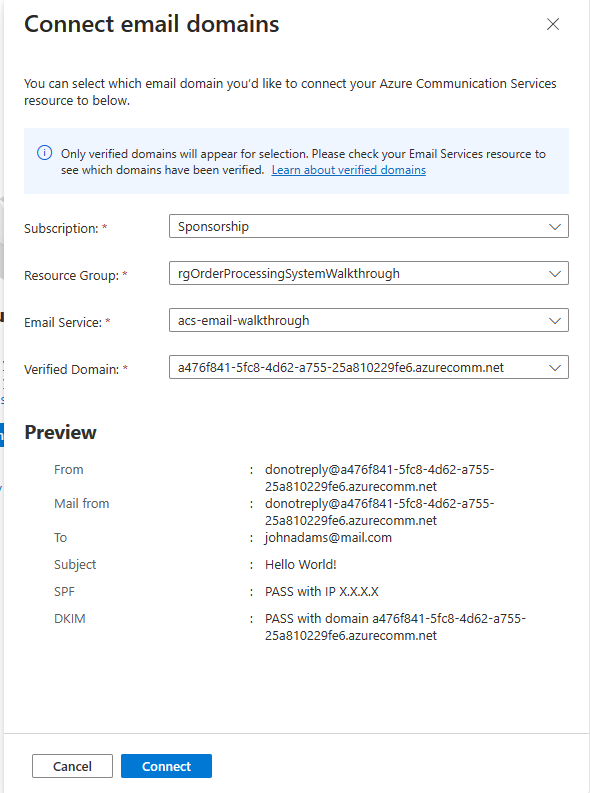 Connect email domains
You can select which email domain you'd like to connect your Azure Communication Services
resource to below.
Only verified domains will appear for selection. Please check your Email Services resource to
see which domains have been verified. Learn about verified domains
Subscription: *
Sponsorship
Resource Group: *
rgOrderProcessingSystemWalkthrough
Email Service: *
acs-email-walkthrough
Verified Domain: *
a476f841-5fc8-4d62-a755-25a810229fe6.azurecomm.net
Preview
From : donotreply@a476f841-5fc8-4d62-a755-
25a810229fe6.azurecomm.net
Mail from : donotreply@a476f841-5fc8-4d62-a755-
25a810229fe6.azurecomm.net
To : johnadams@mail.com
Subject : Hello World!
SPF : PASS with IP X.X.X.X
DKIM : PASS with domain a476f841-5fc8-4d62-a755-
25a810229fe6.azurecomm.net
Cancel
Connect